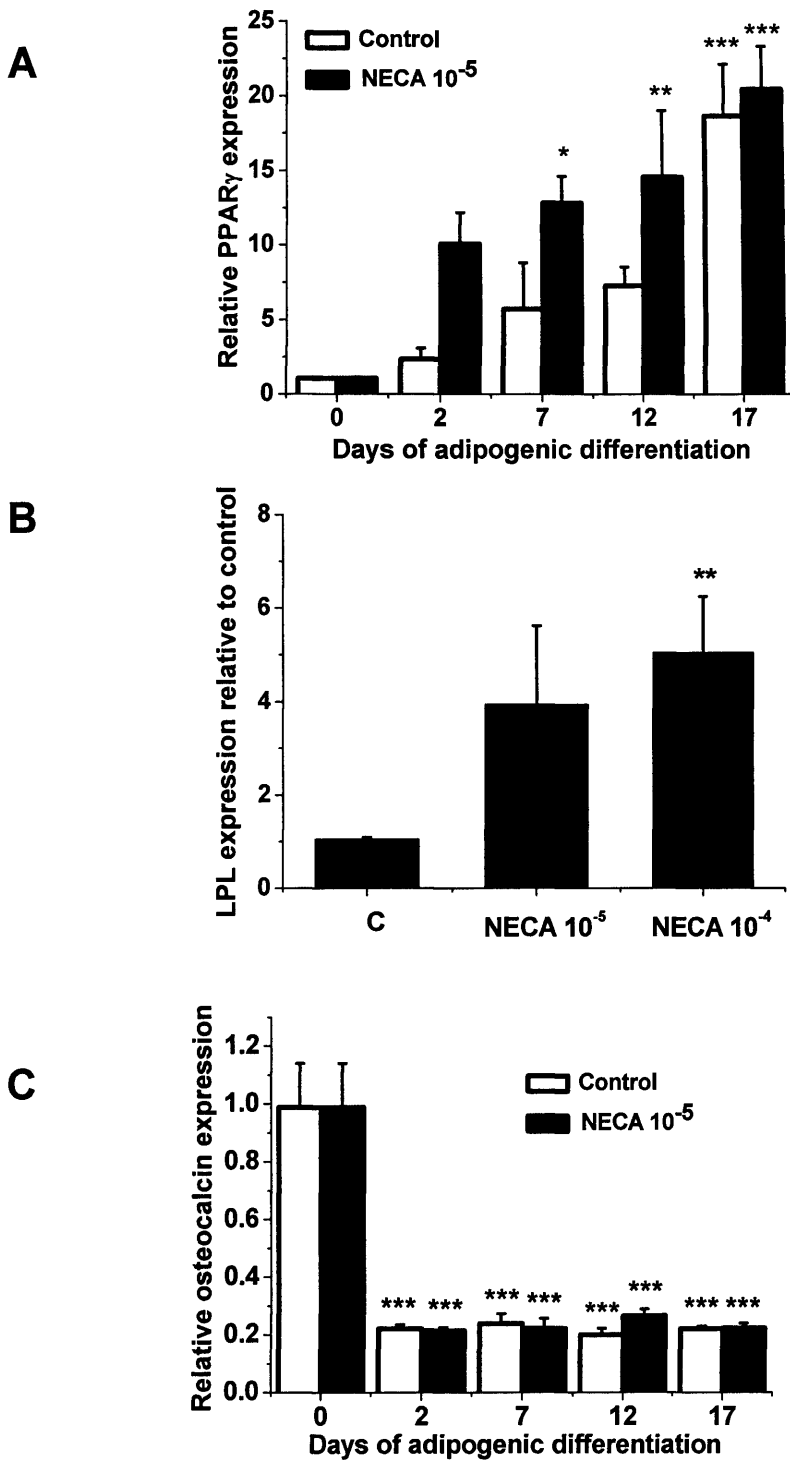 A
Relative PPARγ expression
25
20
15
10
5
0
Control
NECA 10-5
*
**
***
***
0 2 7 12 17
Days of adipogenic differentiation
B
LPL expression relative to control
8
6
4
2
0
**
C NECA 10-5 NECA 10-4
C
Relative osteocalcin expression
1.2
1.0
0.8
0.6
0.4
0.2
0.0
Control
NECA 10-5
*** *** *** *** *** *** *** ***
0 2 7 12 17
Days of adipogenic differentiation